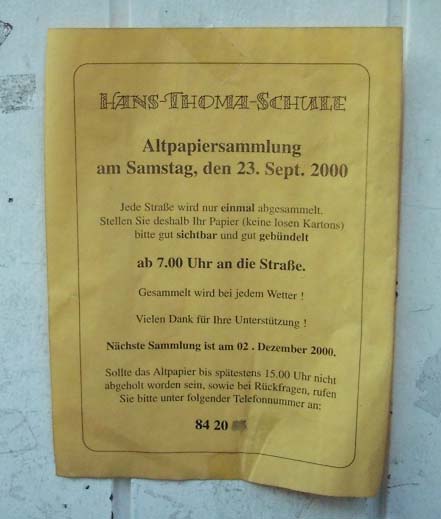 HANS-THOMA-SCHULE
Altpapiersammlung
am Samstag, den 23. Sept. 2000
Jede Straße wird nur einmal abgesammelt.
Stellen Sie deshalb Ihr Papier (keine losen Kartons)
bitte gut sichtbar und gut gebündelt
ab 7.00 Uhr an die Straße.
Gesammelt wird bei jedem Wetter !
Vielen Dank für Ihre Unterstützung !
Nächste Sammlung ist am 02 . Dezember 2000.
Sollte das Altpapier bis spätestens 15.00 Uhr nicht
abgeholt worden sein, sowie bei Rückfragen, rufen
Sie bitte unter folgender Telefonnummer an:
84 20